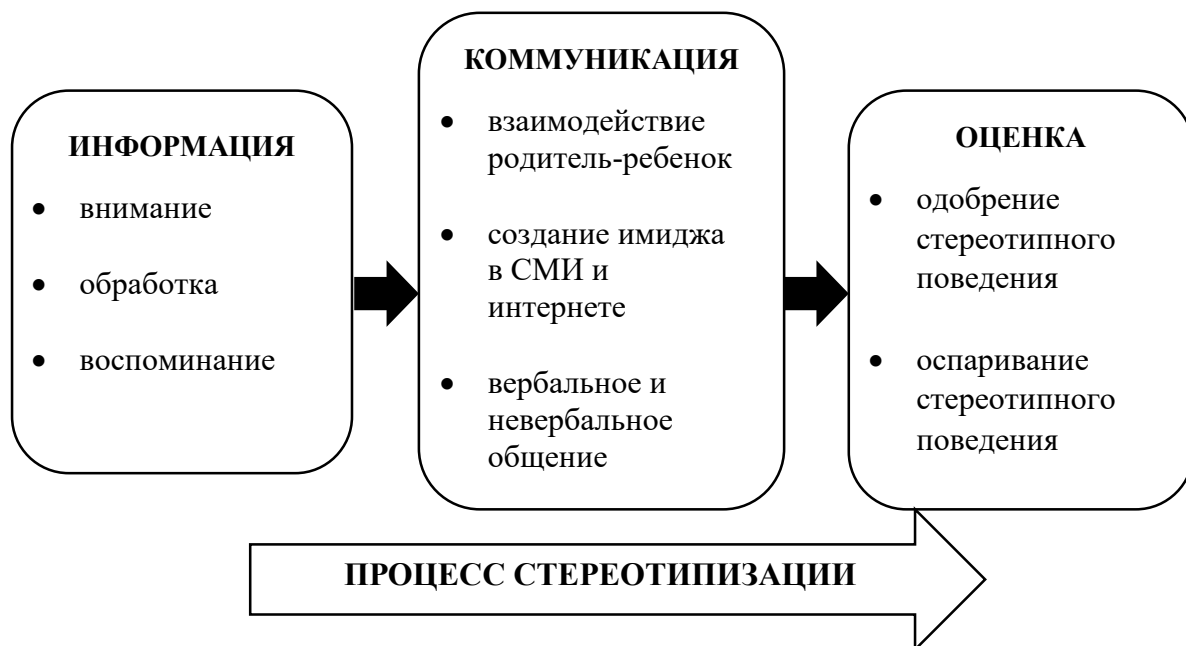 ИНФОРМАЦИЯ
• внимание
• обработка
• воспоминание
КОММУНИКАЦИЯ
• взаимодействие
родитель-ребенок
• создание имиджа
в СМИ и
интернете
• вербальное и
невербальное
общение
ОЦЕНКА
• одобрение
стереотипного
поведения
• оспаривание
стереотипного
поведения
ПРОЦЕСС СТЕРЕОТИПИЗАЦИИ